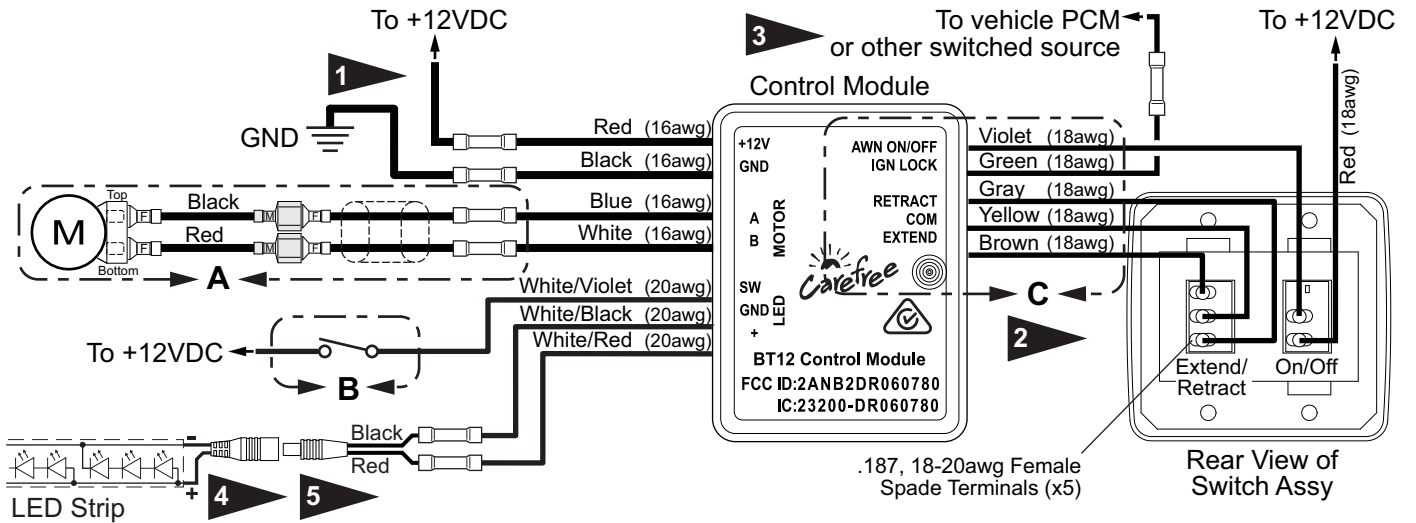 To +12VDC
1
GND
3
To vehicle PCM
or other switched source
To +12VDC
Control Module
Red (16awg)
Black (16awg)
Blue (16awg)
White (16awg)
White/Violet (20awg)
White/Black (20awg)
White/Red (20awg)
M
Top
Bottom
F
F
Black
Red
M
M
F
F
A
To +12VDC
B
+12V
GND
A
B
MOTOR
SW
GND
+
LED
AWN ON/OFF
IGN LOCK
RETRACT
COM
EXTEND
Carefree
BT12 Control Module
FCC ID:2ANB2DR060780
IC:23200-DR060780
Violet (18awg)
Green (18awg)
Gray (18awg)
Yellow (18awg)
Brown (18awg)
C
2
Red (18awg)
Extend/
Retract
On/Off
.187, 18-20awg Female
Spade Terminals (x5)
Rear View of
Switch Assy
Black
Red
-
+
4
5
LED Strip